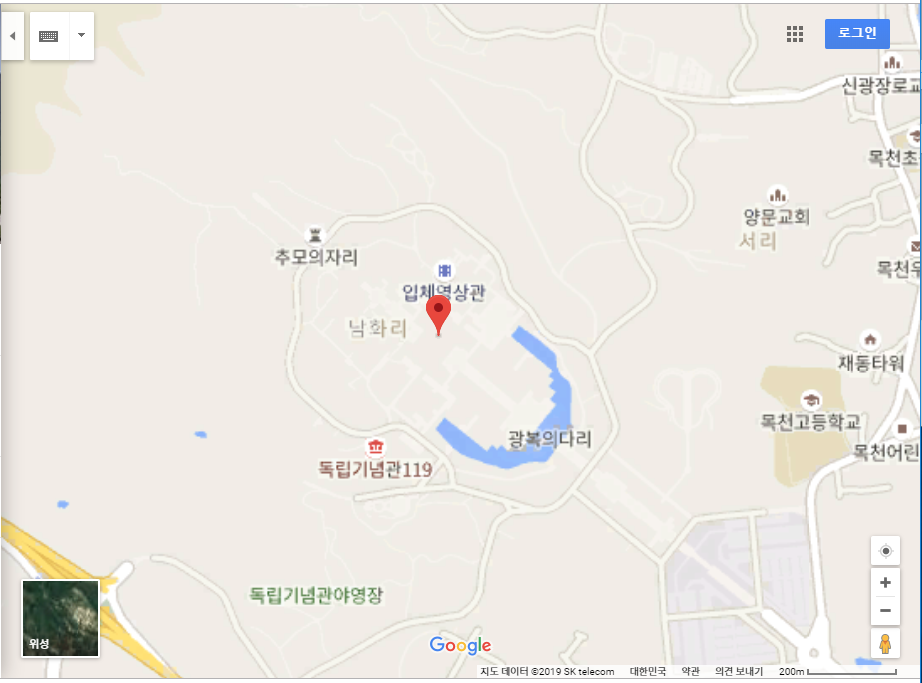 로그인
신광장로교
목천초
양문교회
서리
추모의자리
목천우
입체영상관
남화리
재동타워
목천고등학교
광복의다리
목천어린
독립기념관119
독립기념관야영장
위성
Google
지도 데이터 ©2019 SK telecom 대한민국 약관 의견 보내기 200m